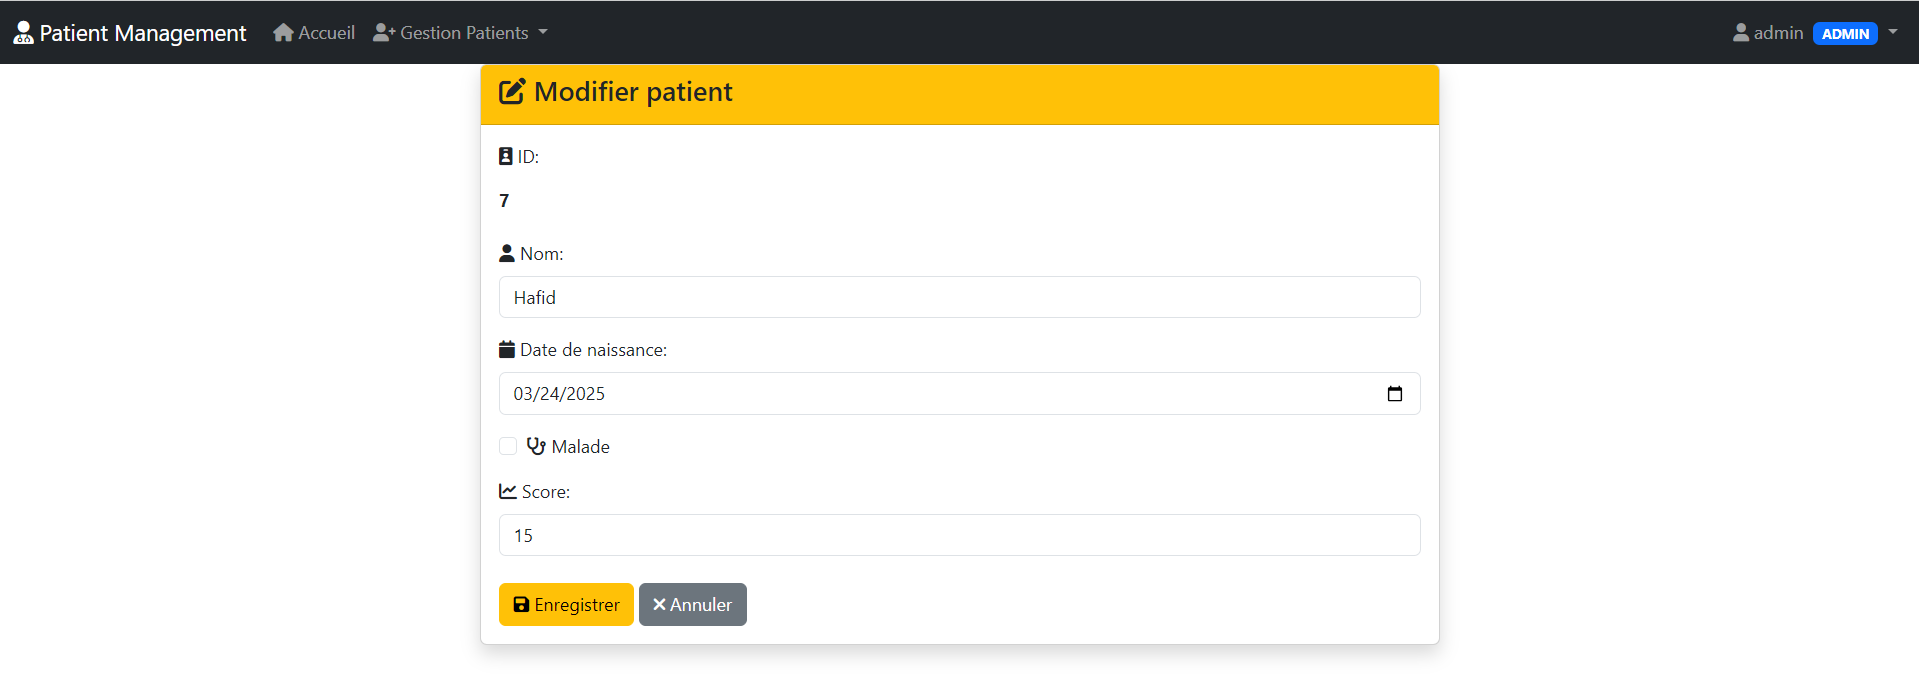 Patient Management Accueil Gestion Patients admin ADMIN
Modifier patient
ID:
7
Nom:
Hafid
Date de naissance:
03/24/2025
Malade
Score:
15
Enregistrer Annuler